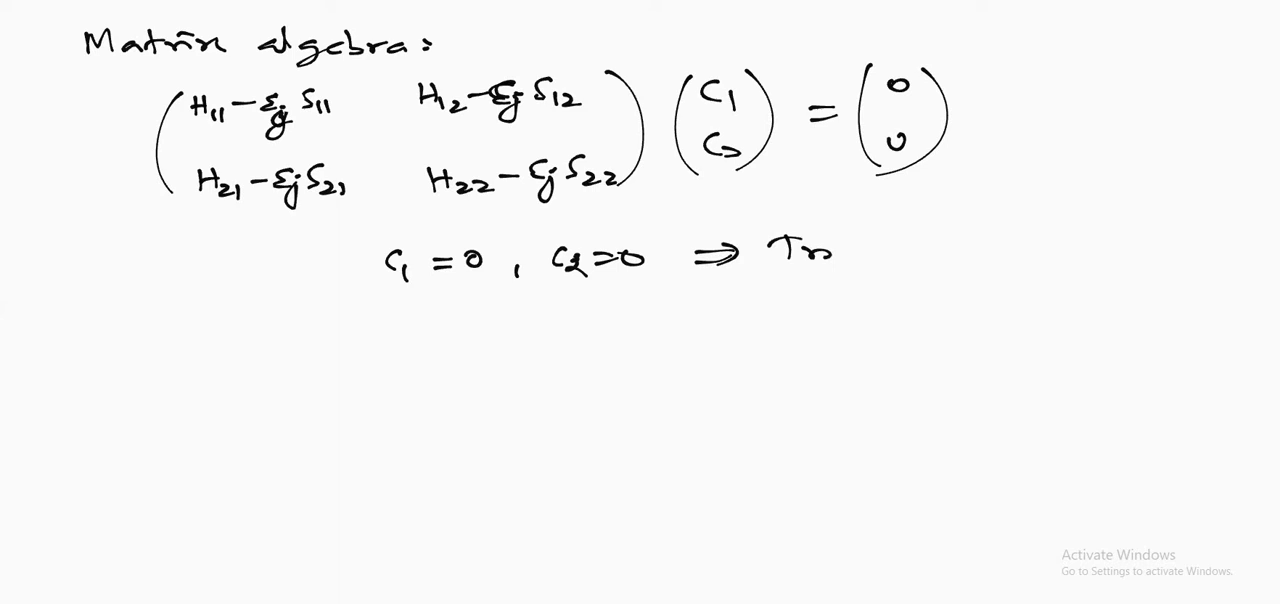 Matrix algebra:
( H11 − εj S11   H12 − εj S12 ) ( C1 ) = ( 0 )
( H21 − εj S21   H22 − εj S22 ) ( C2 )   ( 0 )
C1 = 0 , C2 = 0 ⇒ Tr
Activate Windows
Go to Settings to activate Windows.